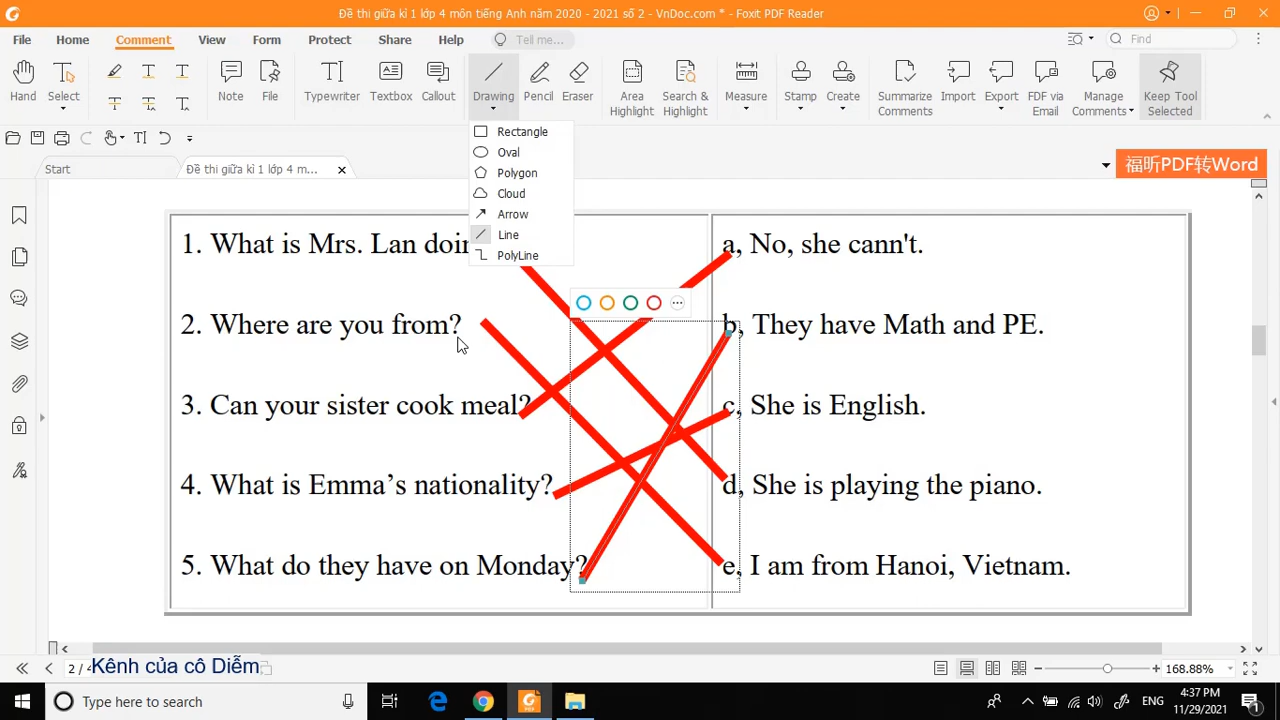 Đề thi giữa kì 1 lớp 4 môn tiếng Anh năm 2020 - 2021 số 2 - VnDoc.com * - Foxit PDF Reader
File Home Comment View Form Protect Share Help Tell me... Find
Hand Select Note File Typewriter Textbox Callout Drawing Pencil Eraser Area Highlight Search & Highlight Measure Stamp Create Summarize Comments Import Export PDF via Email Manage Comments Keep Tool Selected
Rectangle
Oval
Polygon
Cloud
Arrow
Line
PolyLine
Start Đề thi giữa kì 1 lớp 4 m... 福昕PDF转Word
1. What is Mrs. Lan doin
a, No, she cann't.
2. Where are you from?
b, They have Math and PE.
3. Can your sister cook meal?
c, She is English.
4. What is Emma's nationality?
d, She is playing the piano.
5. What do they have on Monday?
e, I am from Hanoi, Vietnam.
2 / 4 Kênh của cô Diễm 168.88%
Type here to search ENG 4:37 PM
11/29/2021 1